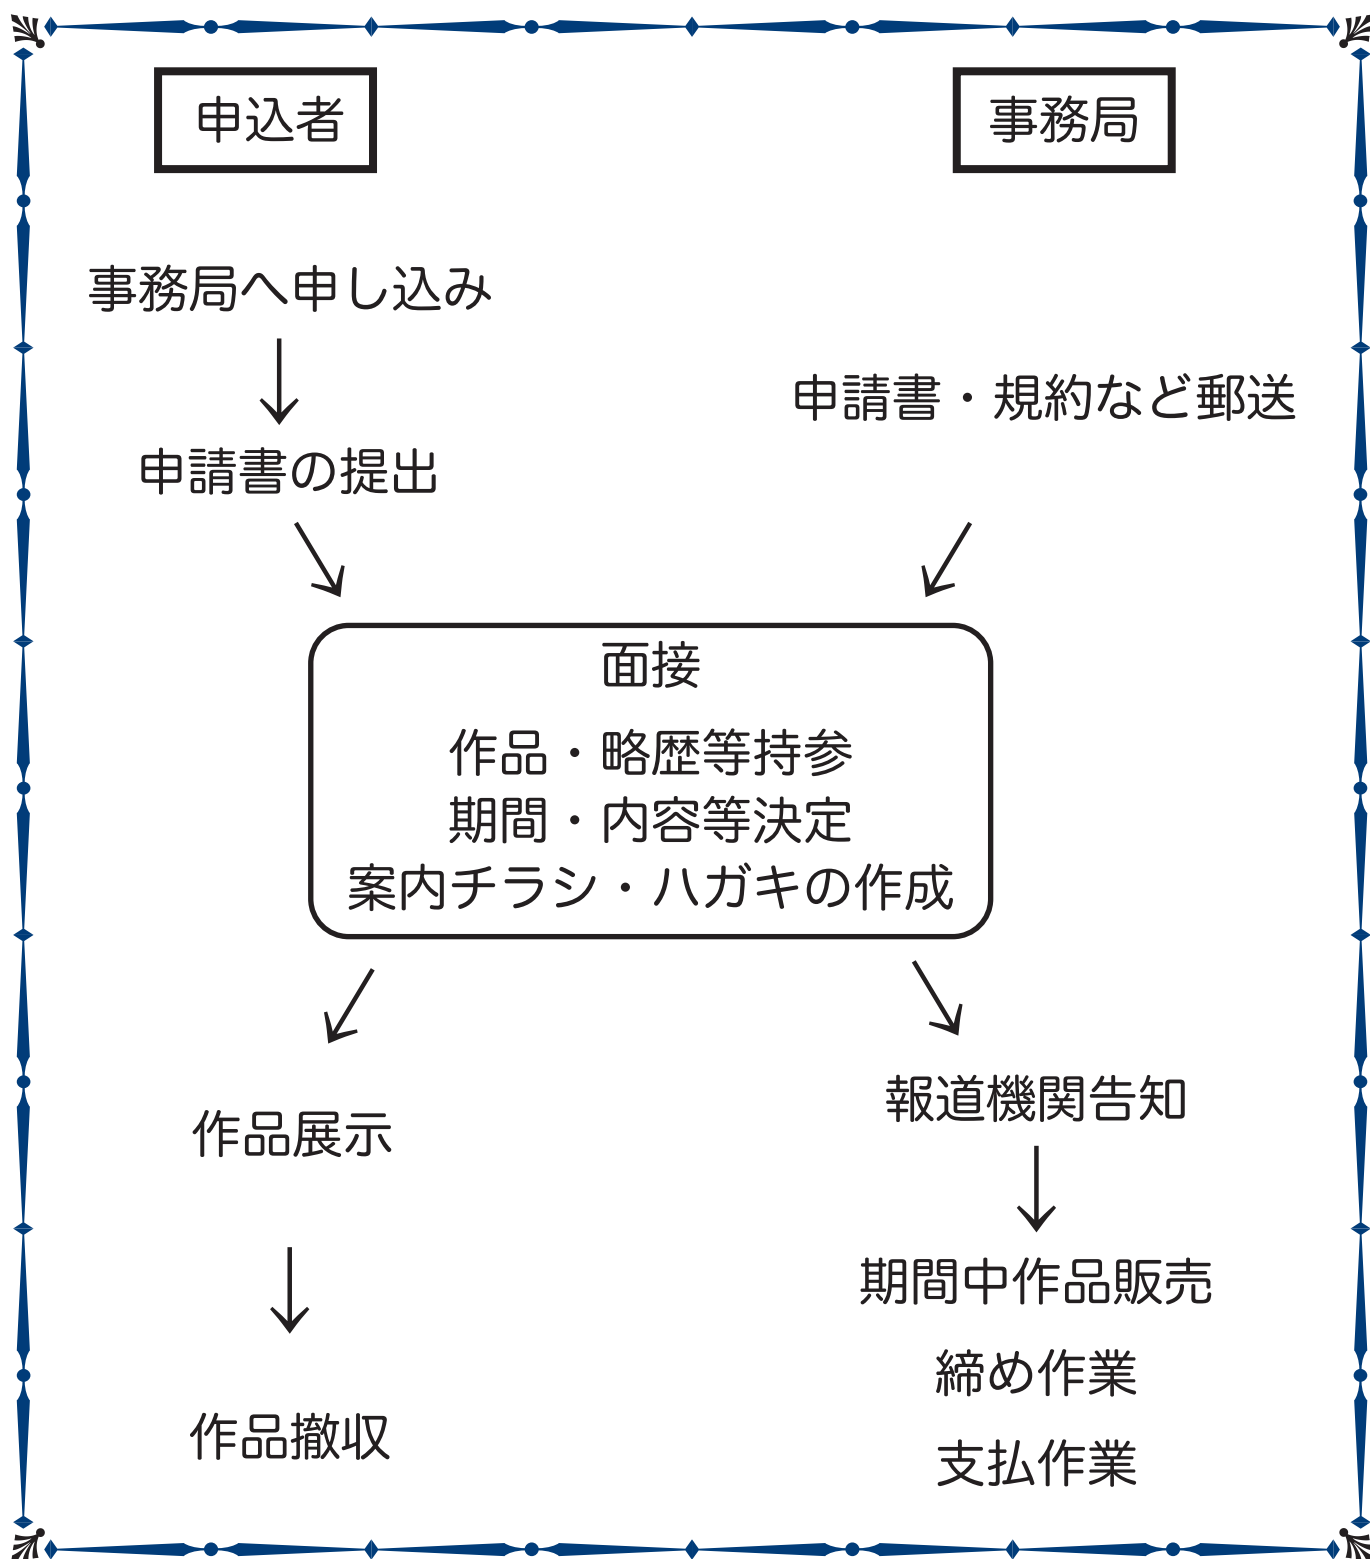 申込者
事務局
事務局へ申し込み
申請書・規約など郵送
申請書の提出
面接
作品・略歴等持参
期間・内容等決定
案内チラシ・ハガキの作成
作品展示
報道機関告知
期間中作品販売
締め作業
作品撤収
支払作業